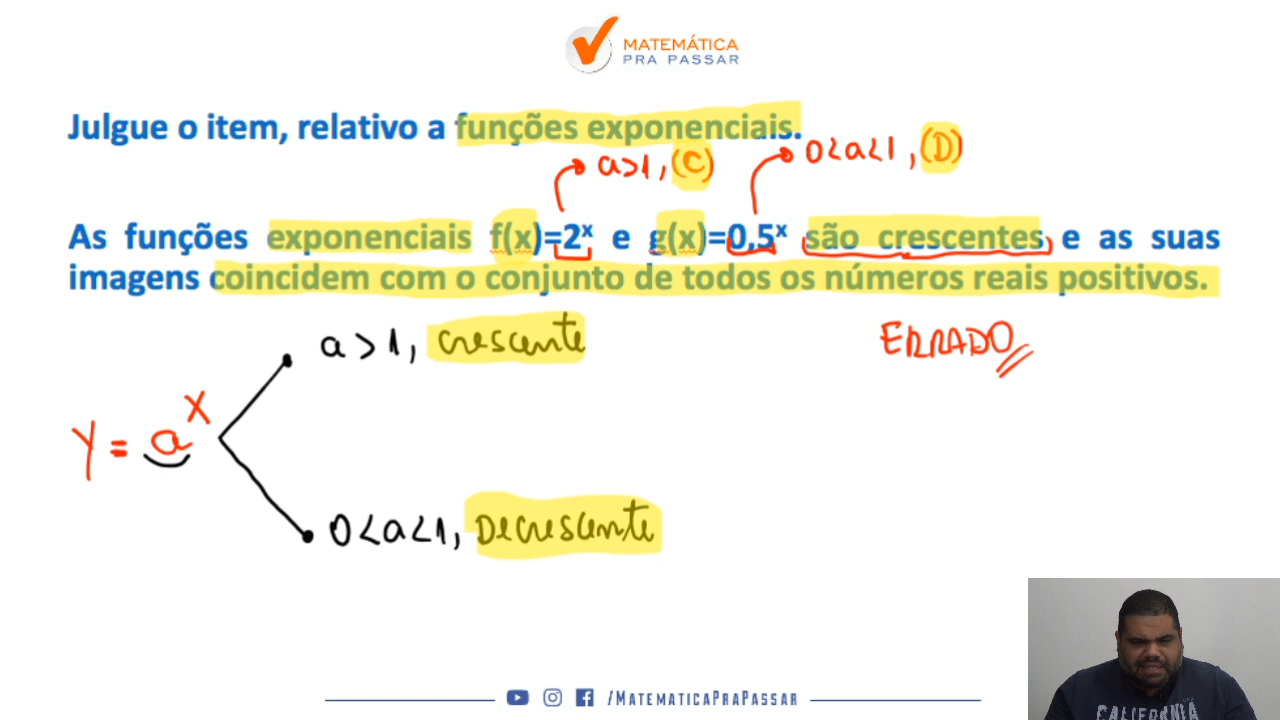 MATEMÁTICA
PRA PASSAR
Julgue o item, relativo a funções exponenciais.
a>1, (C)
0<a<1, (D)
As funções exponenciais f(x)=2ˣ e g(x)=0,5ˣ são crescentes e as suas
imagens coincidem com o conjunto de todos os números reais positivos.
ERRADO
a>1, crescente
Y = aˣ
0<a<1, Decrescente
CALIFORNIA
/MATEMATICAPRAPASSAR